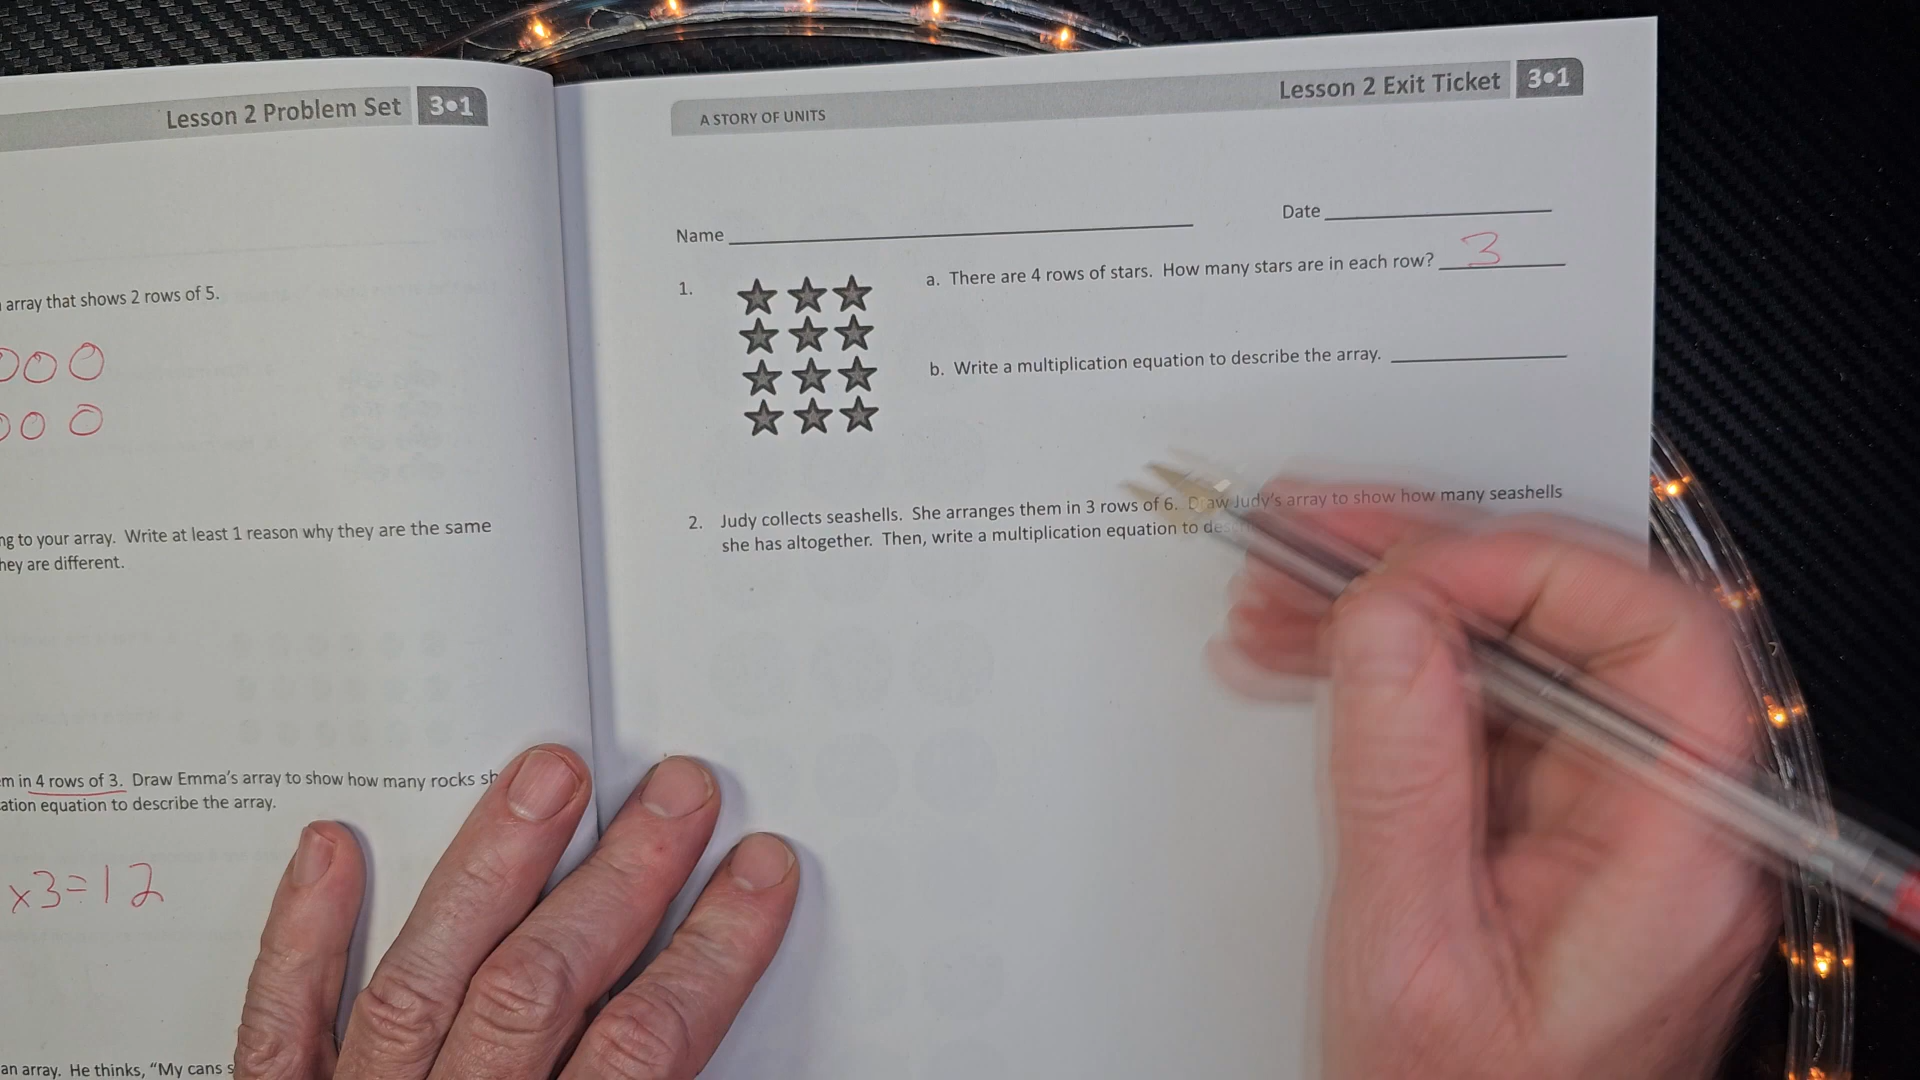 Lesson 2 Problem Set 3•1
array that shows 2 rows of 5.
to your array. Write at least 1 reason why they are the same
they are different.
in 4 rows of 3. Draw Emma's array to show how many rocks
equation to describe the array.
x3=12
an array. He thinks, "My cans
A STORY OF UNITS
Lesson 2 Exit Ticket 3•1
Name
Date
1.
a. There are 4 rows of stars. How many stars are in each row? 3
b. Write a multiplication equation to describe the array.
2. Judy collects seashells. She arranges them in 3 rows of 6. Draw Judy's array to show how many seashells
she has altogether. Then, write a multiplication equation to